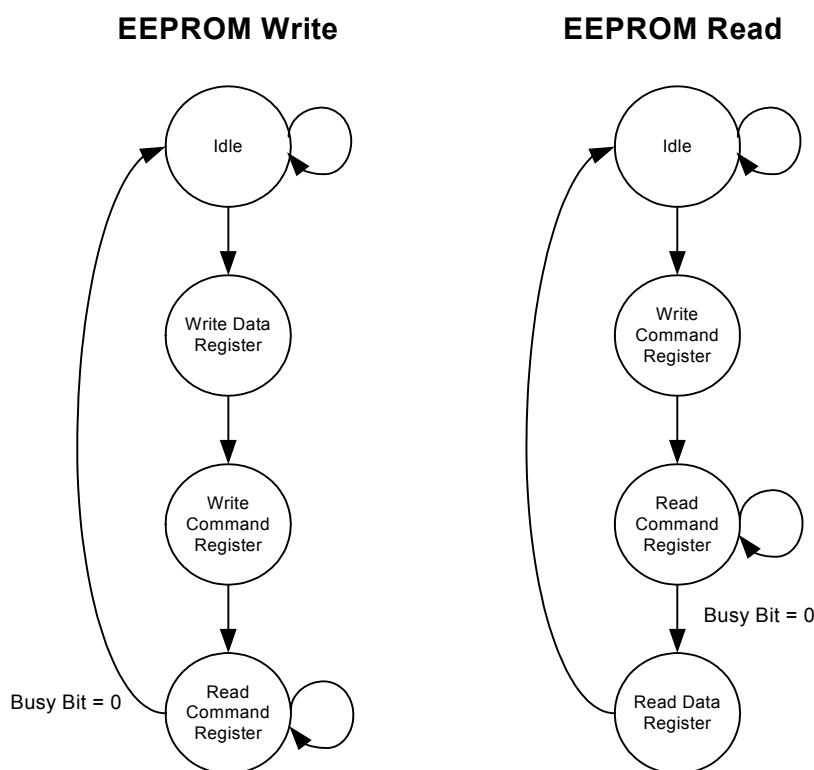 EEPROM Write
Idle
Write Data
Register
Write
Command
Register
Read
Command
Register
Busy Bit = 0
EEPROM Read
Idle
Write
Command
Register
Read
Command
Register
Busy Bit = 0
Read Data
Register